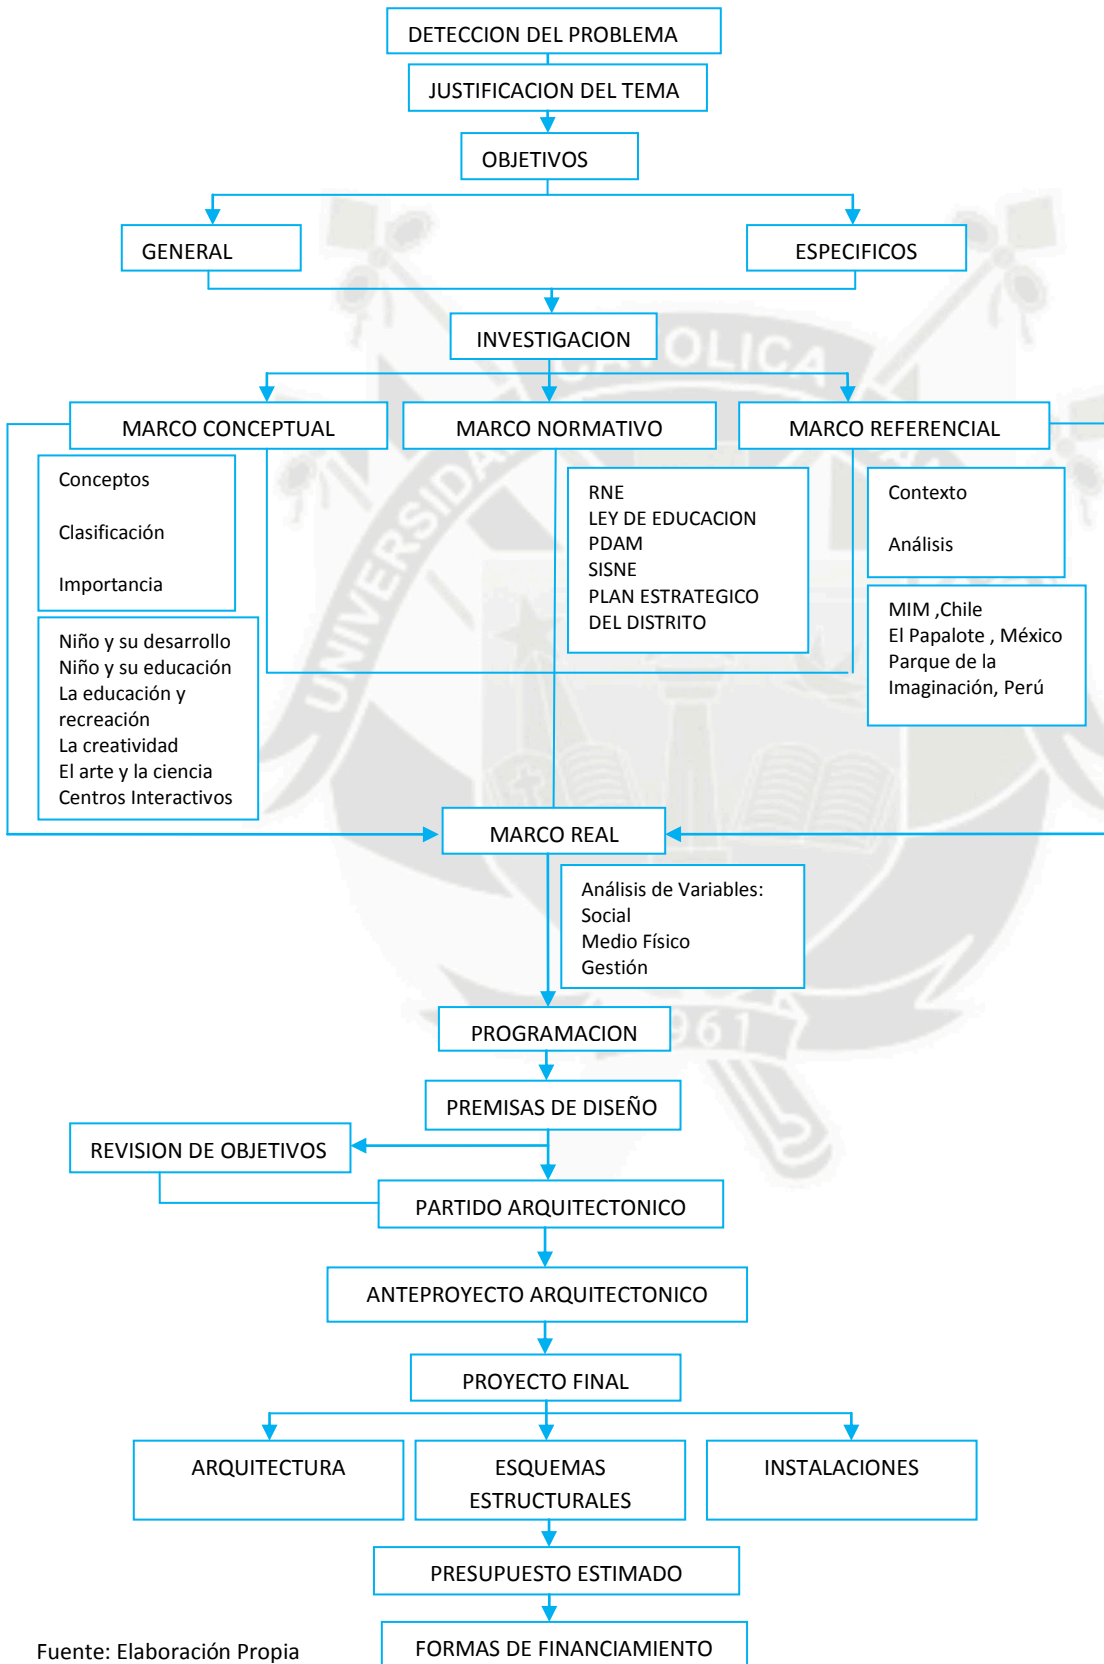 DETECCION DEL PROBLEMA
JUSTIFICACION DEL TEMA
OBJETIVOS
GENERAL
ESPECIFICOS
INVESTIGACION
MARCO CONCEPTUAL
MARCO NORMATIVO
MARCO REFERENCIAL
Conceptos
Clasificación
Importancia
Niño y su desarrollo
Niño y su educación
La educación y
recreación
La creatividad
El arte y la ciencia
Centros Interactivos
RNE
LEY DE EDUCACION
PDAM
SISNE
PLAN ESTRATEGICO
DEL DISTRITO
Contexto
Análisis
MIM ,Chile
El Papalote , México
Parque de la
Imaginación, Perú
MARCO REAL
Análisis de Variables:
Social
Medio Físico
Gestión
PROGRAMACION
PREMISAS DE DISEÑO
REVISION DE OBJETIVOS
PARTIDO ARQUITECTONICO
ANTEPROYECTO ARQUITECTONICO
PROYECTO FINAL
ARQUITECTURA
ESQUEMAS
ESTRUCTURALES
INSTALACIONES
PRESUPUESTO ESTIMADO
FORMAS DE FINANCIAMIENTO
Fuente: Elaboración Propia